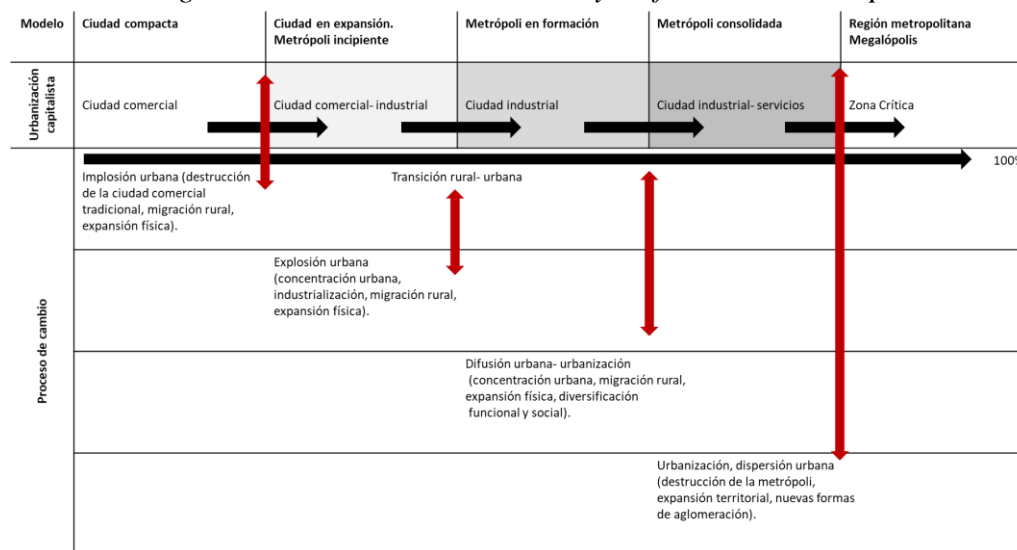 Modelo
Ciudad compacta
Ciudad en expansión.
Metrópoli incipiente
Metrópoli en formación
Metrópoli consolidada
Región metropolitana
Megalópolis
Urbanización
capitalista
Ciudad comercial
Ciudad comercial- industrial
Ciudad industrial
Ciudad industrial- servicios
Zona Crítica
100%
Proceso de cambio
Implosión urbana (destrucción
de la ciudad comercial
tradicional, migración rural,
expansión física).
Transición rural- urbana
Explosión urbana
(concentración urbana,
industrialización, migración rural,
expansión física).
Difusión urbana- urbanización
(concentración urbana, migración rural,
expansión física, diversificación
funcional y social).
Urbanización, dispersión urbana
(destrucción de la metrópoli,
expansión territorial, nuevas formas
de aglomeración).